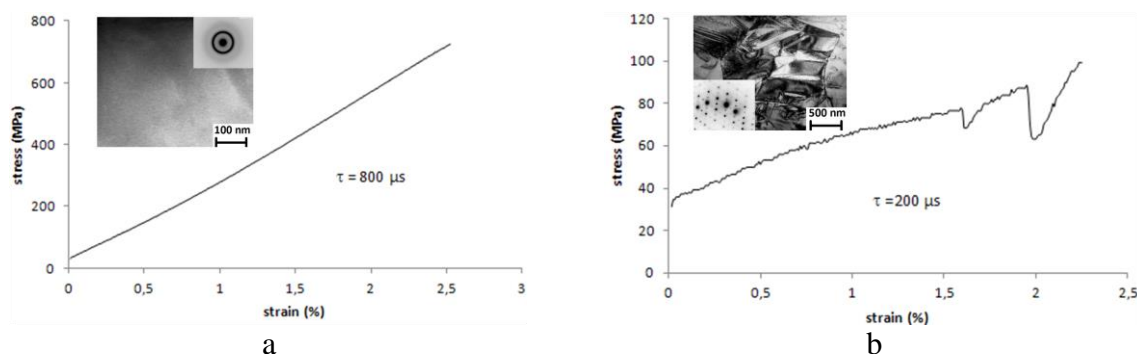 800
600
400
200
0
stress (MPa)
100 nm
τ = 800 µs
0 0,5 1 1,5 2 2,5 3
strain (%)
a
120
100
80
60
40
20
0
stress (MPa)
500 nm
τ =200 µs
0 0,5 1 1,5 2 2,5
strain (%)
b